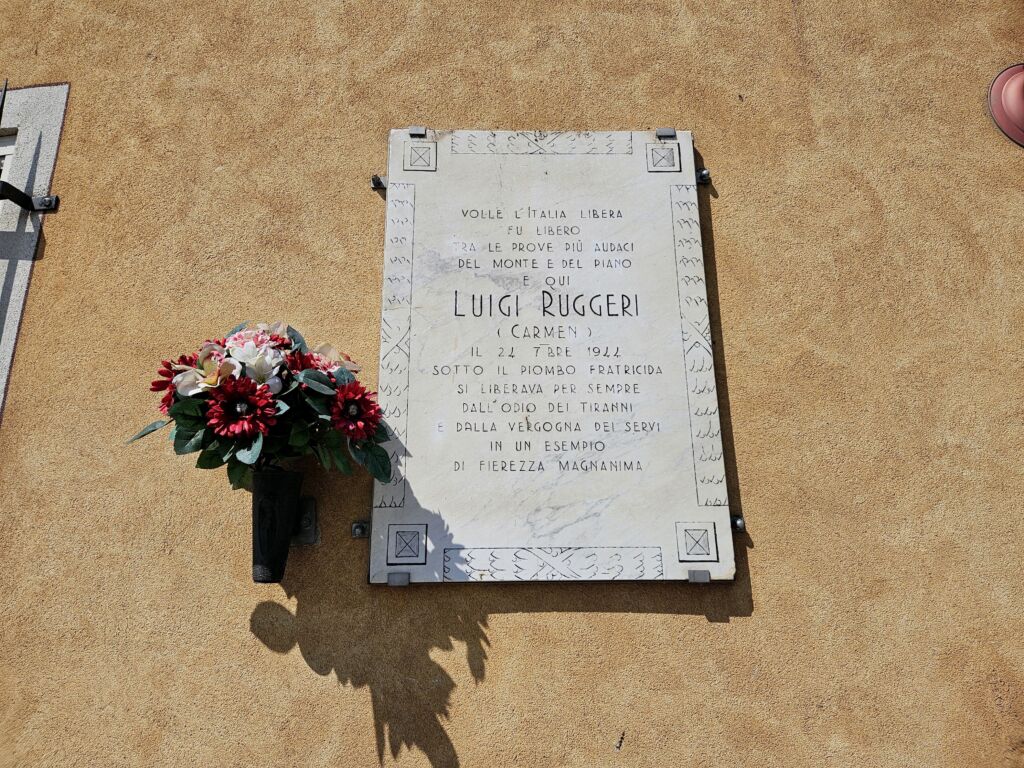 VOLLE L'ITALIA LIBERA
FU LIBERO
TRA LE PROVE PIÙ AUDACI
DEL MONTE E DEL PIANO
E QUI
LUIGI RUGGERI
(CARMEN)
IL 24 7BRE 1944
SOTTO IL PIOMBO FRATRICIDA
SI LIBERAVA PER SEMPRE
DALL'ODIO DEI TIRANNI
E DALLA VERGOGNA DEI SERVI
IN UN ESEMPIO
DI FIEREZZA MAGNANIMA